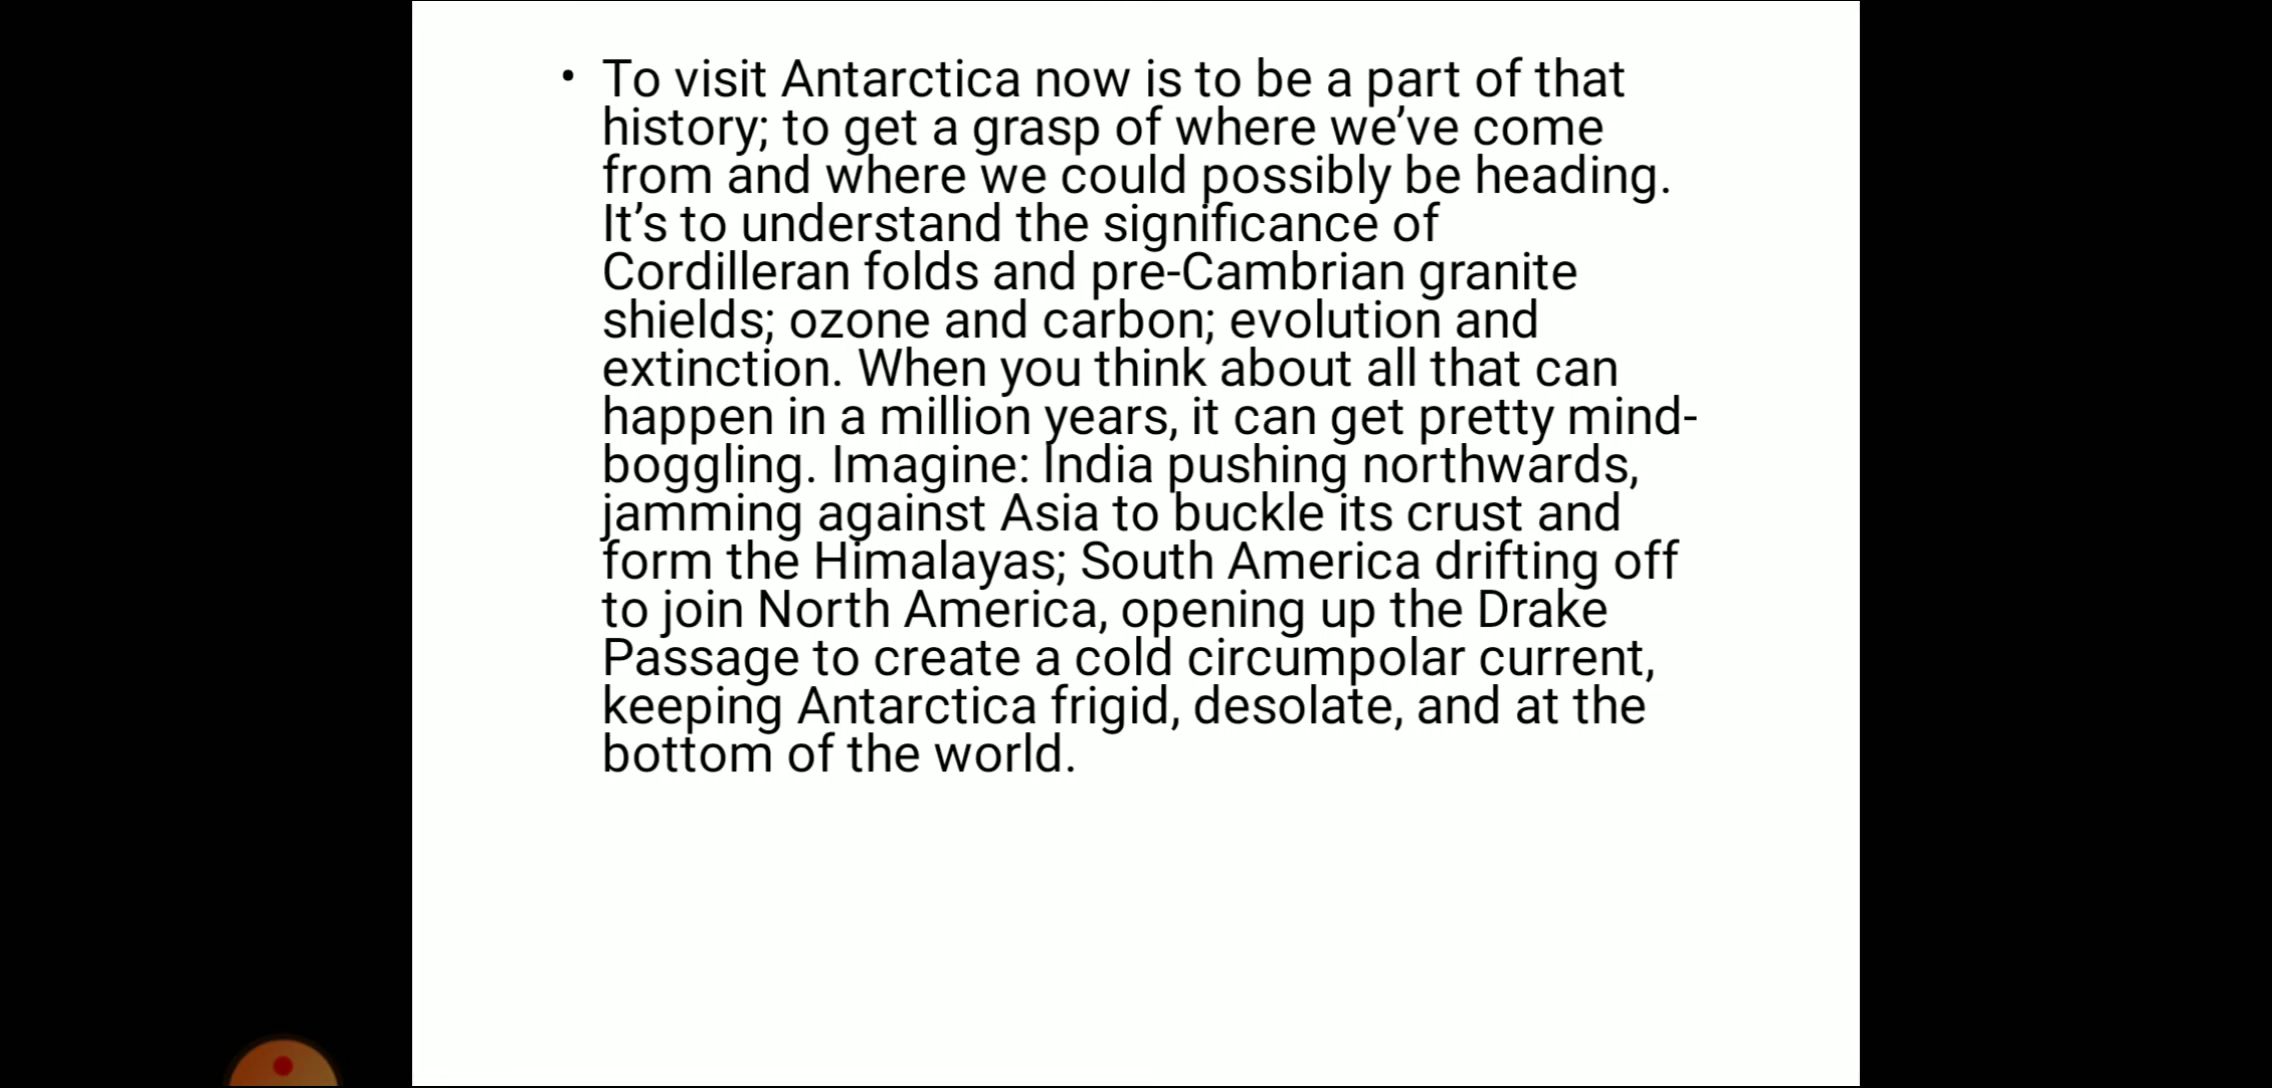 • To visit Antarctica now is to be a part of that
history; to get a grasp of where we’ve come
from and where we could possibly be heading.
It’s to understand the significance of
Cordilleran folds and pre-Cambrian granite
shields; ozone and carbon; evolution and
extinction. When you think about all that can
happen in a million years, it can get pretty mind-
boggling. Imagine: India pushing northwards,
jamming against Asia to buckle its crust and
form the Himalayas; South America drifting off
to join North America, opening up the Drake
Passage to create a cold circumpolar current,
keeping Antarctica frigid, desolate, and at the
bottom of the world.